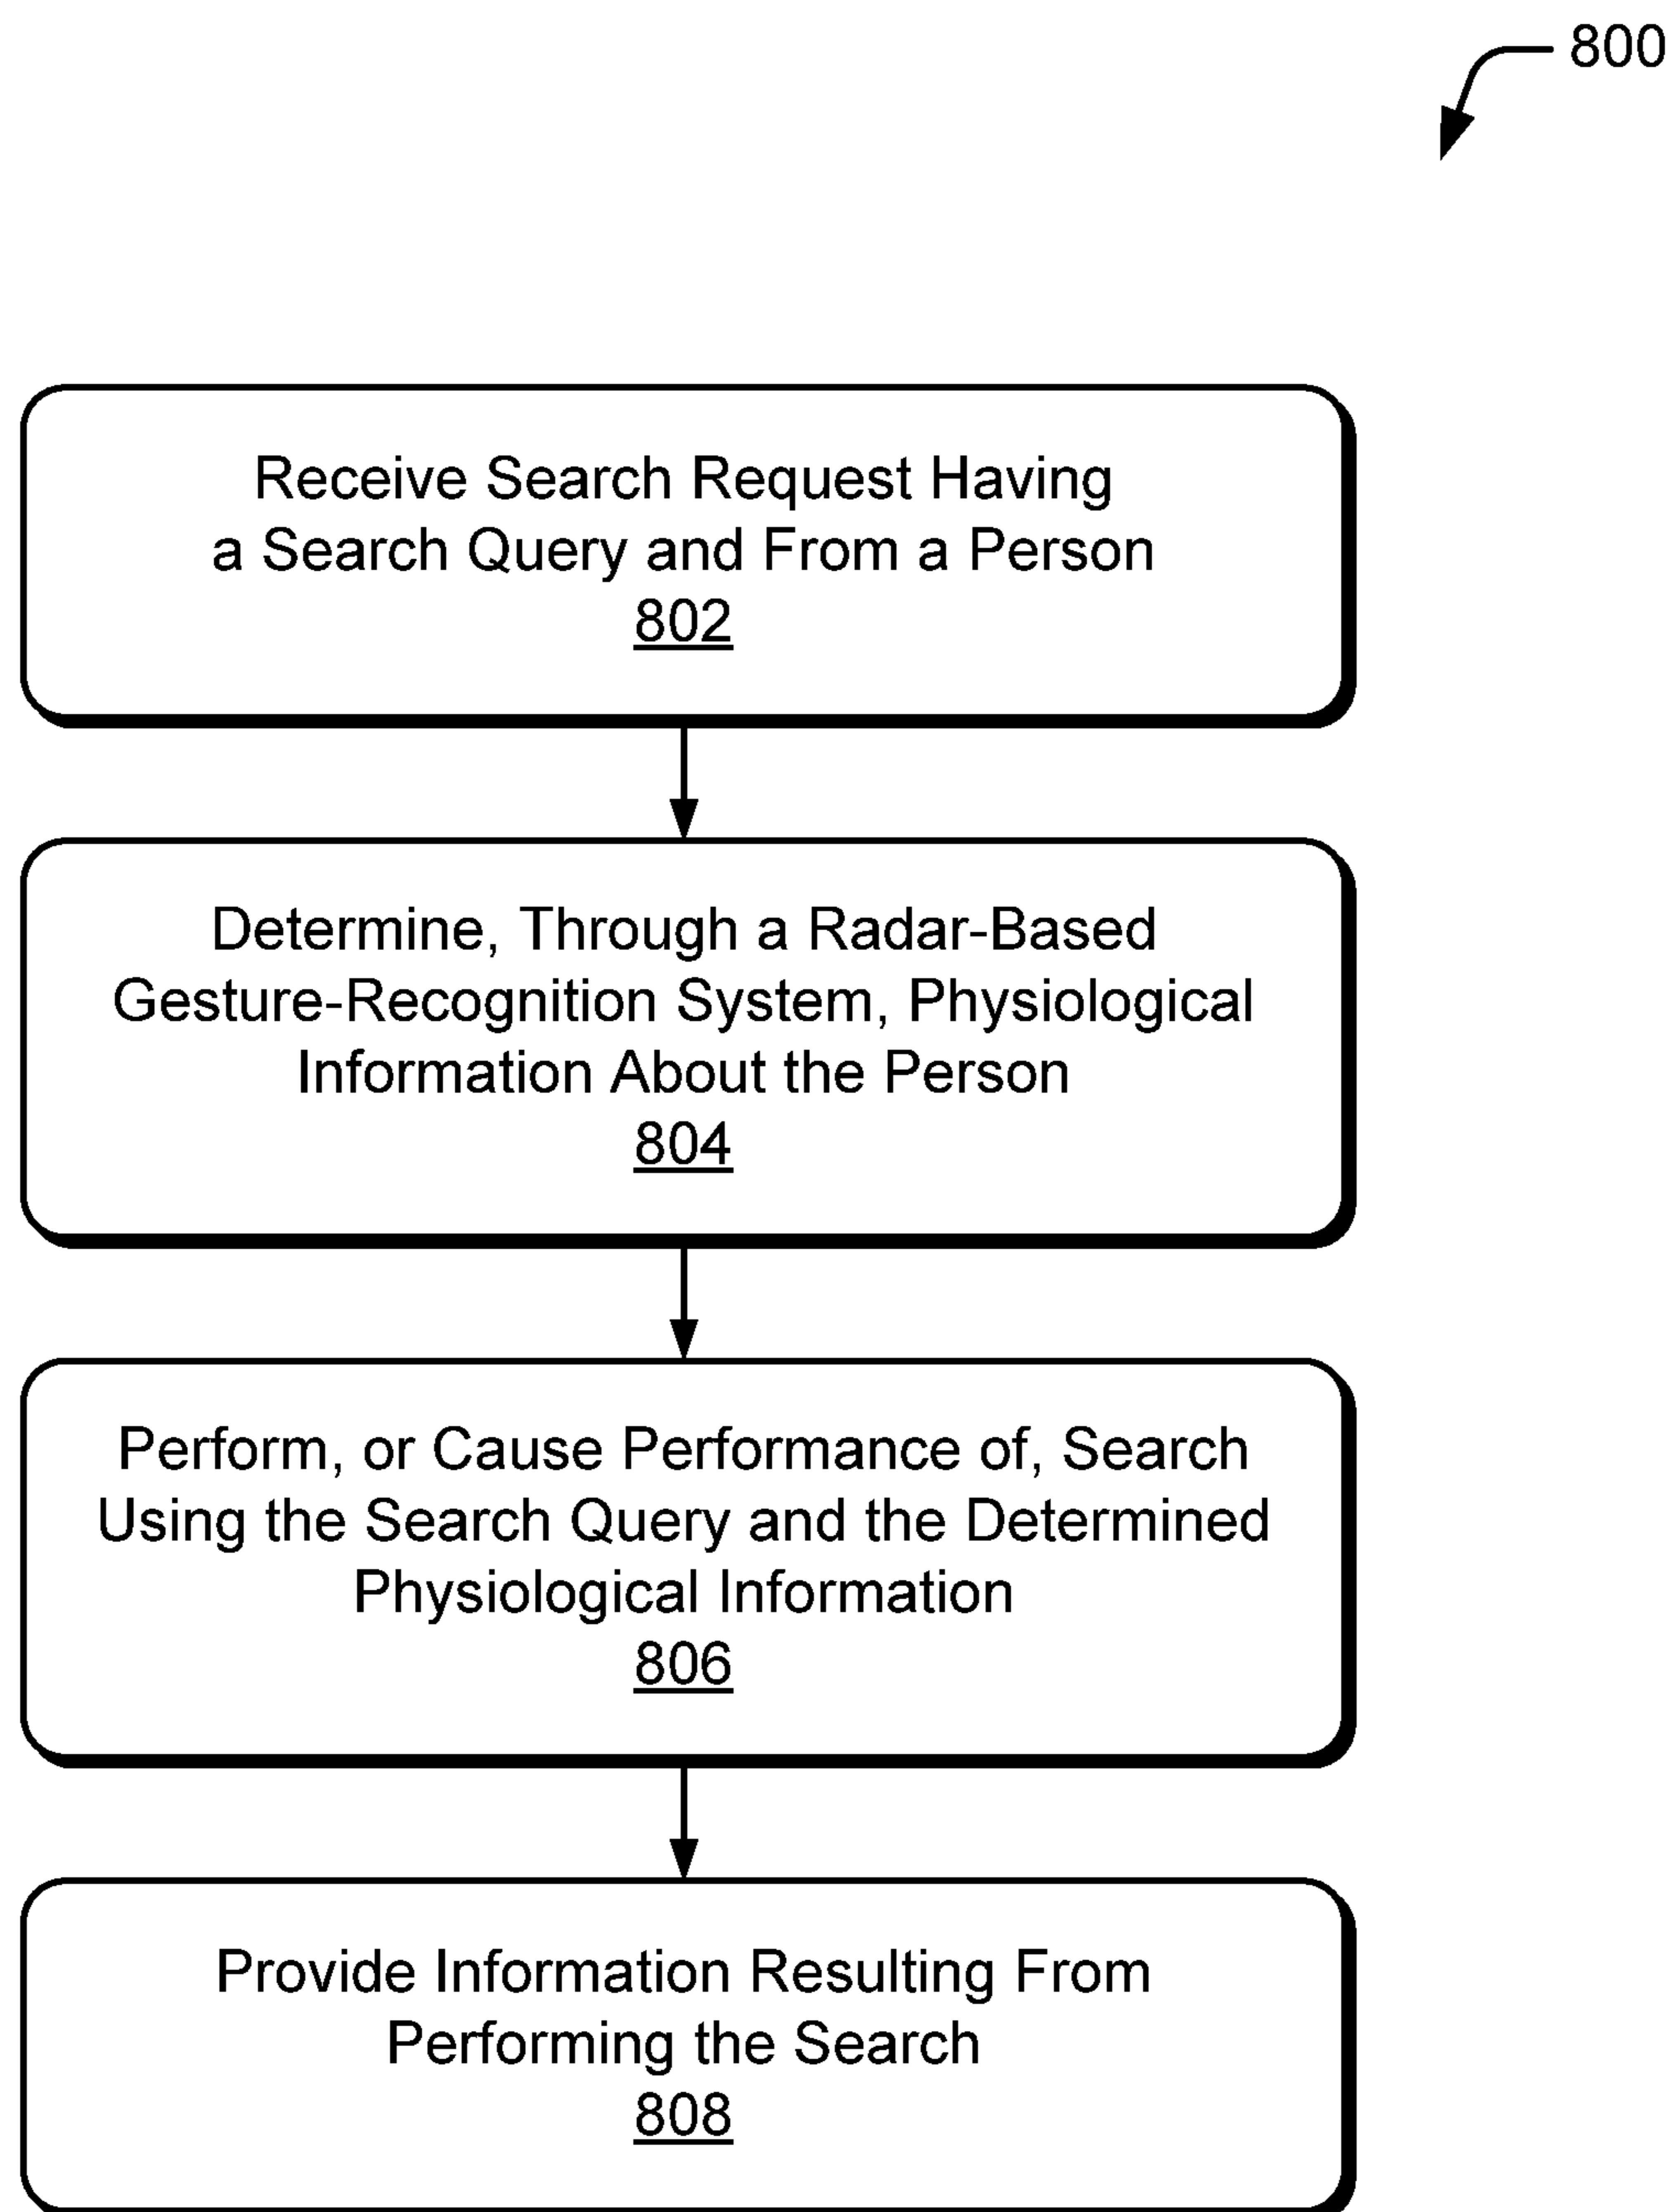 800
Receive Search Request Having
a Search Query and From a Person
802
Determine, Through a Radar-Based
Gesture-Recognition System, Physiological
Information About the Person
804
Perform, or Cause Performance of, Search
Using the Search Query and the Determined
Physiological Information
806
Provide Information Resulting From
Performing the Search
808